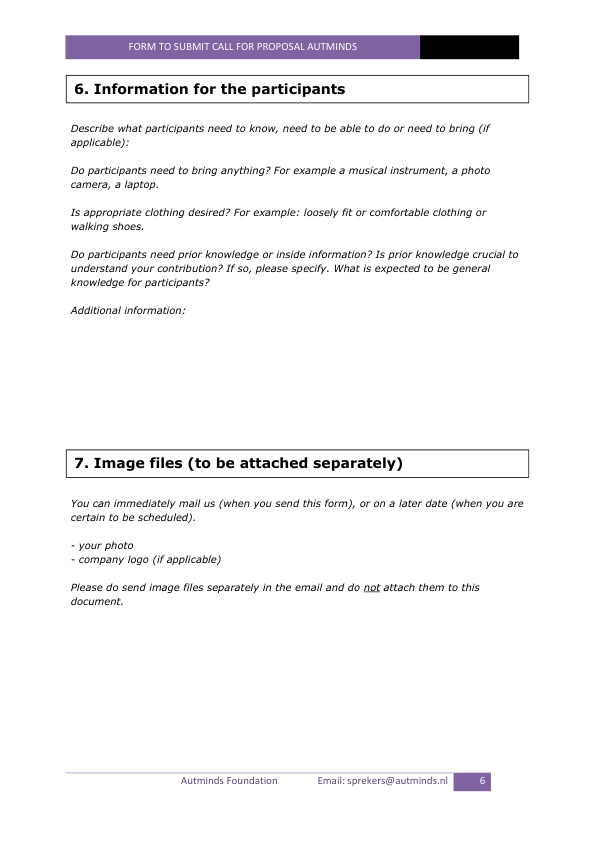 FORM TO SUBMIT CALL FOR PROPOSAL AUTMINDS
6. Information for the participants
Describe what participants need to know, need to be able to do or need to bring (if
applicable):
Do participants need to bring anything? For example a musical instrument, a photo
camera, a laptop.
Is appropriate clothing desired? For example: loosely fit or comfortable clothing or
walking shoes.
Do participants need prior knowledge or inside information? Is prior knowledge crucial to
understand your contribution? If so, please specify. What is expected to be general
knowledge for participants?
Additional information:
7. Image files (to be attached separately)
You can immediately mail us (when you send this form), or on a later date (when you are
certain to be scheduled).
- your photo
- company logo (if applicable)
Please do send image files separately in the email and do not attach them to this
document.
Autminds Foundation Email: sprekers@autminds.nl 6